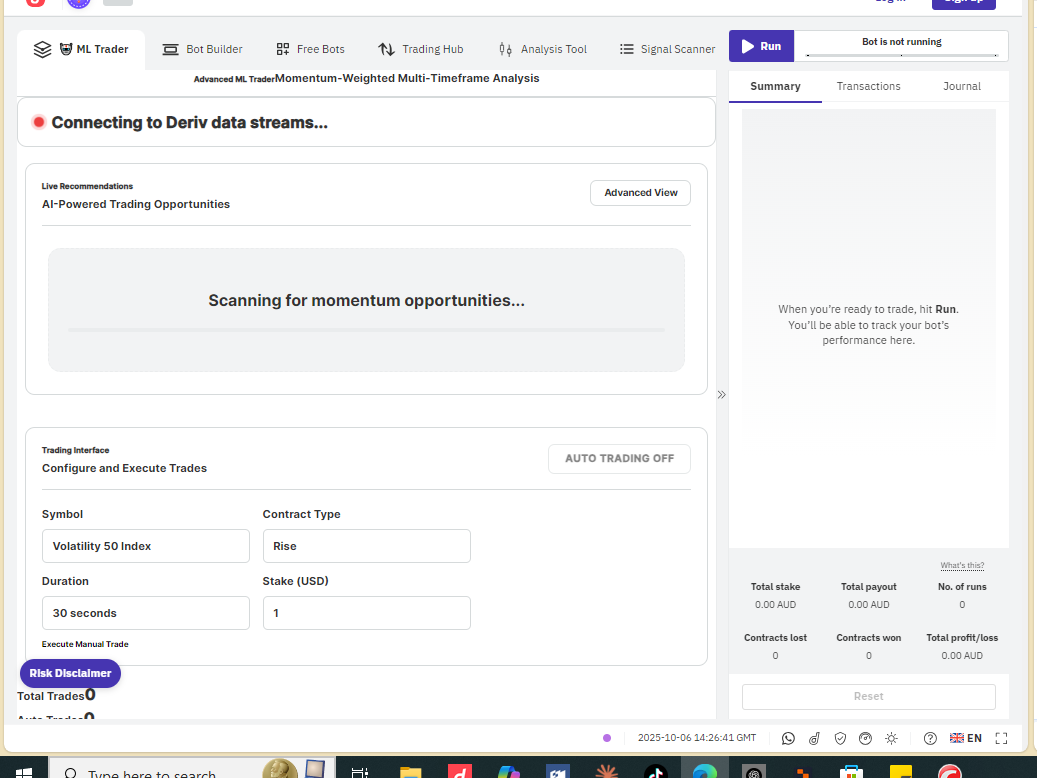 ML Trader
Bot Builder
Free Bots
Trading Hub
Analysis Tool
Signal Scanner
Run
Bot is not running
Advanced ML TraderMomentum-Weighted Multi-Timeframe Analysis
Summary
Transactions
Journal
Connecting to Deriv data streams...
Live Recommendations
AI-Powered Trading Opportunities
Advanced View
Scanning for momentum opportunities...
When you're ready to trade, hit Run.
You'll be able to track your bot's
performance here.
Trading Interface
Configure and Execute Trades
AUTO TRADING OFF
Symbol
Contract Type
Volatility 50 Index
Rise
Duration
Stake (USD)
30 seconds
1
Execute Manual Trade
Risk Disclaimer
Total Trades0
Auto Trades0
What's this?
Total stake
Total payout
No. of runs
0.00 AUD
0.00 AUD
0
Contracts lost
Contracts won
Total profit/loss
0
0
0.00 AUD
Reset
2025-10-06 14:26:41 GMT
EN
Type here to search